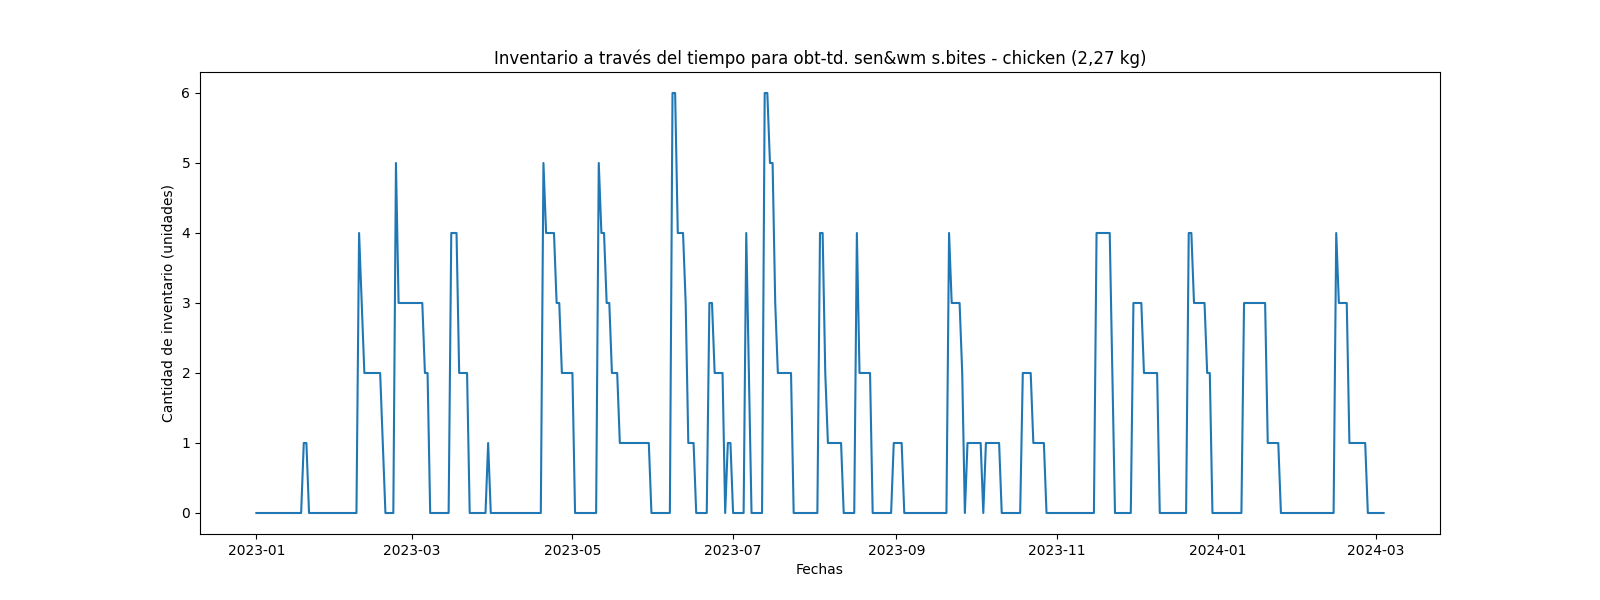 Inventario a través del tiempo para obt-td. sen&wm s.bites - chicken (2,27 kg)
Cantidad de inventario (unidades)
6
5
4
3
2
1
0
2023-01 2023-03 2023-05 2023-07 2023-09 2023-11 2024-01 2024-03
Fechas